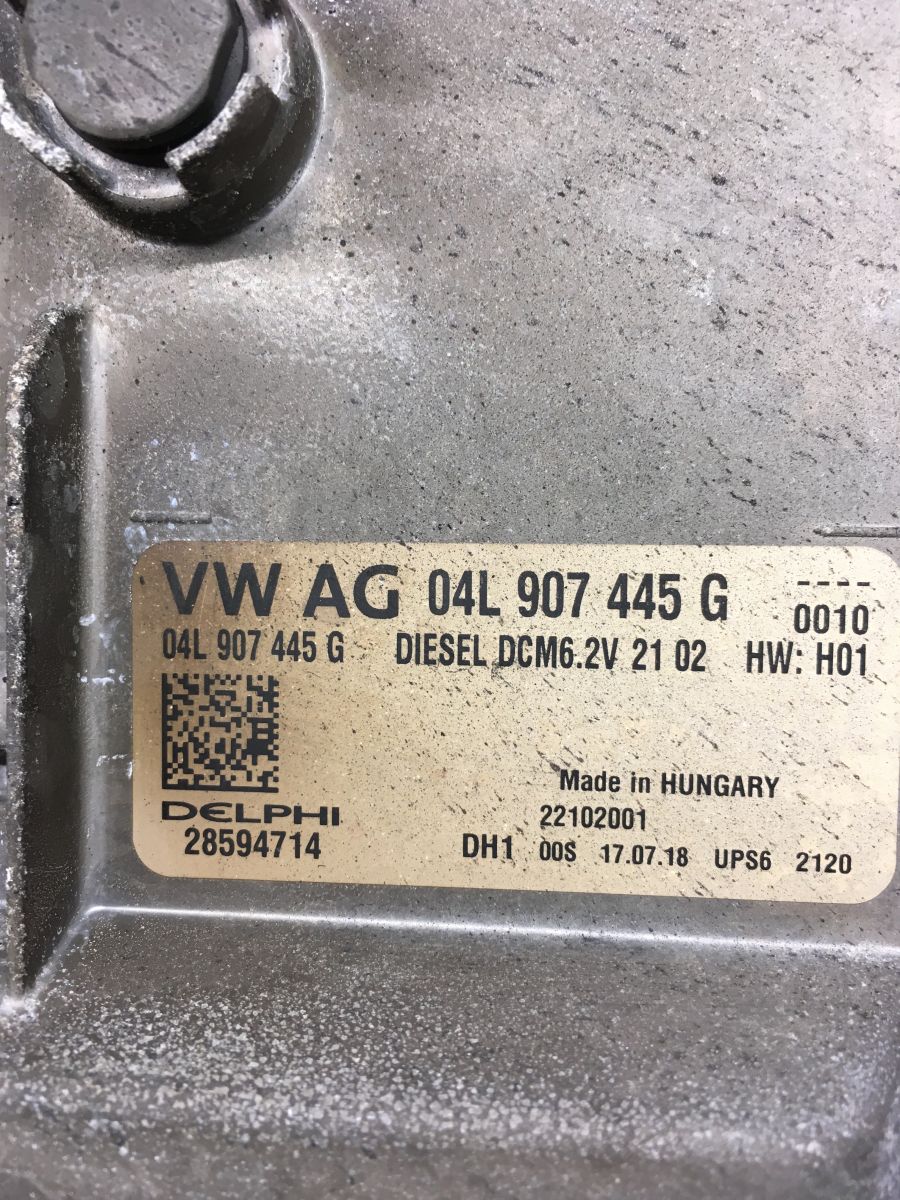 VW AG 04L 907 445 G ----
0010
04L 907 445 G DIESEL DCM6.2V 21 02 HW: H01
Made in HUNGARY
DELPHI 22102001
28594714 DH1 00S 17.07.18 UPS6 2120